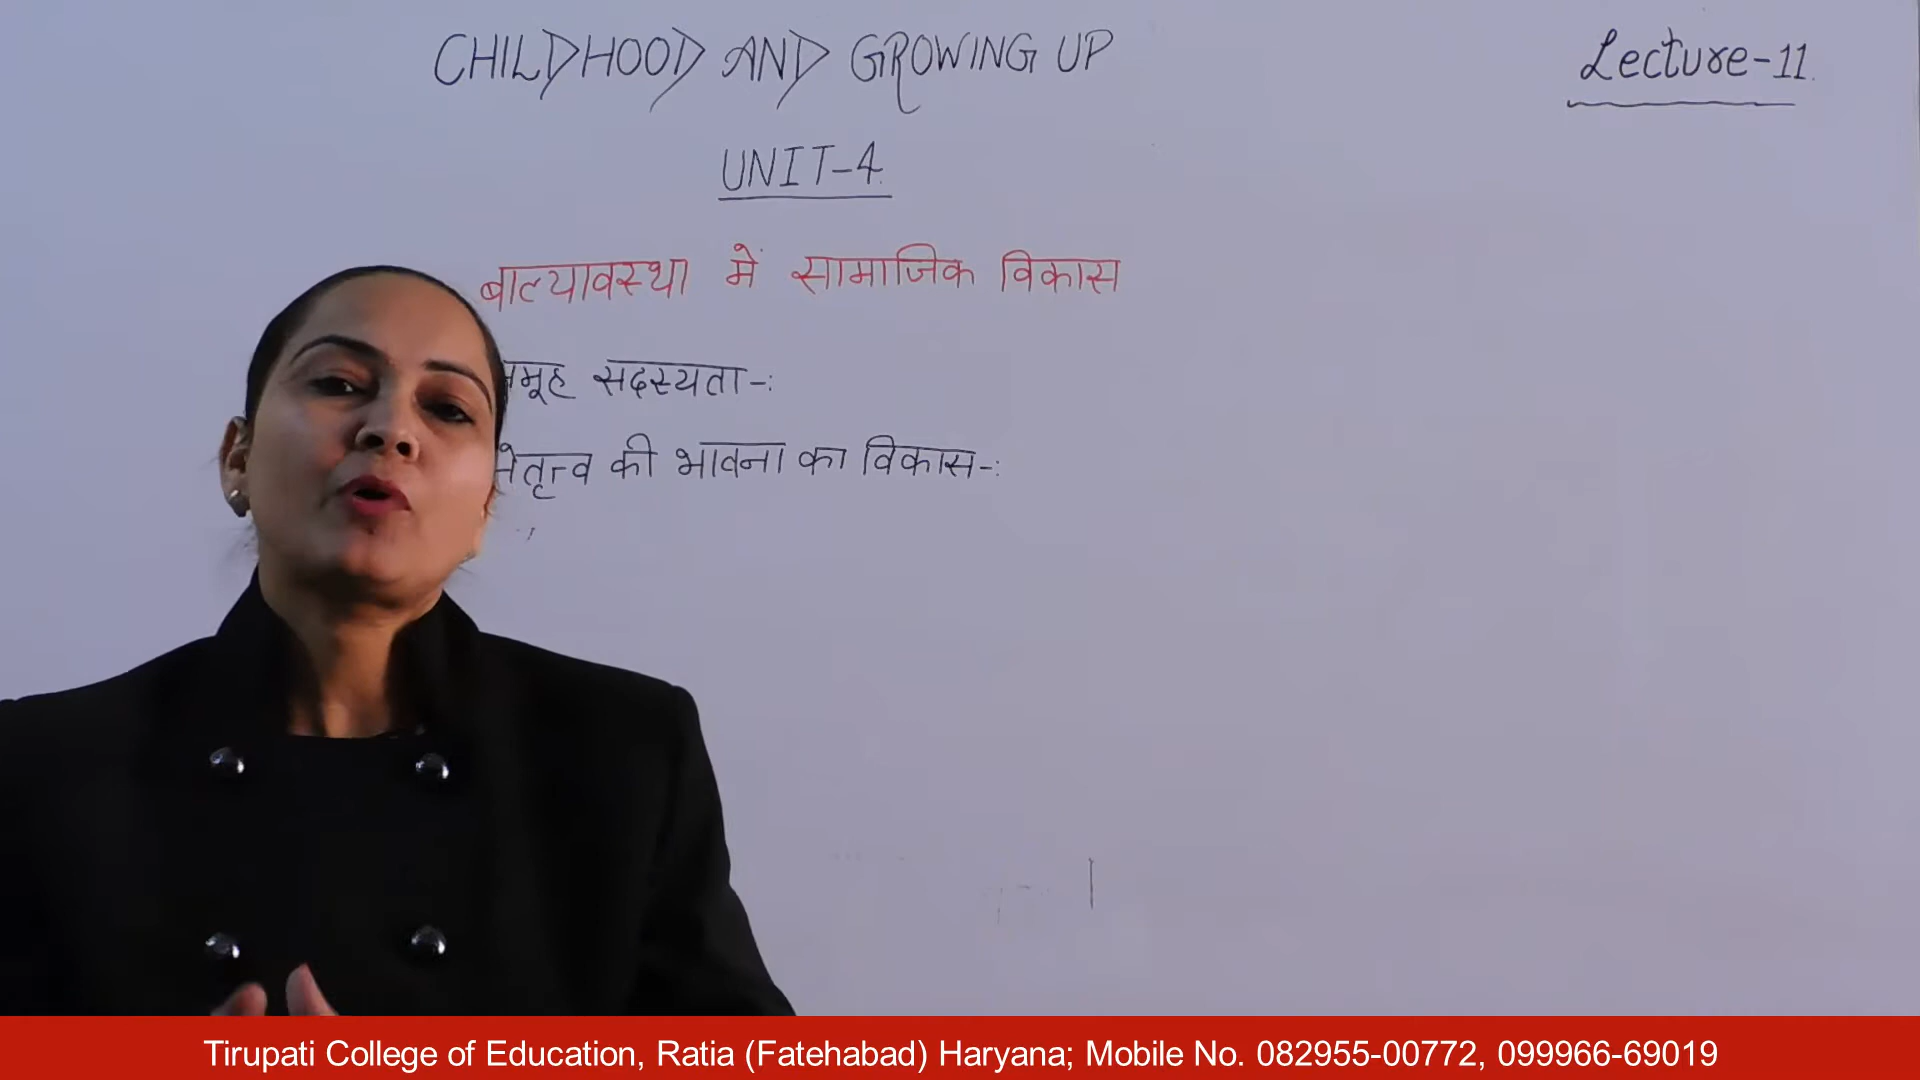 CHILDHOOD AND GROWING UP
Lecture-11.
UNIT-4.
बाल्यावस्था में सामाजिक विकास
सदस्यता-:
की भावना का विकास-:
Tirupati College of Education, Ratia (Fatehabad) Haryana; Mobile No. 082955-00772, 099966-69019